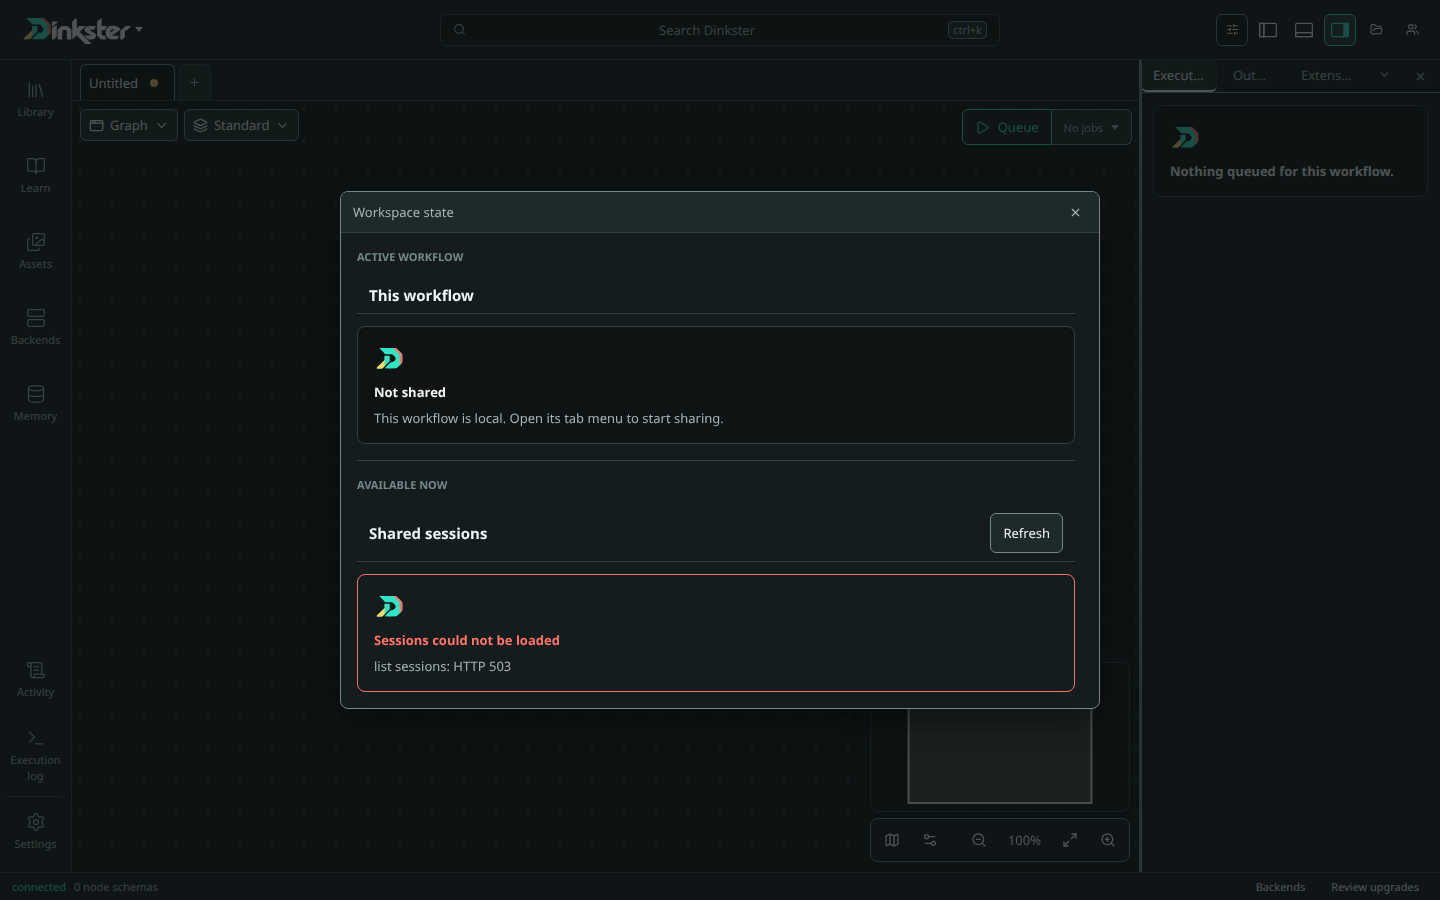 Dinkster
Search Dinkster
ctrl+k
Untitled
+
Execut...
Out...
Extens...
Library
Learn
Assets
Backends
Memory
Activity
Execution
log
Settings
Graph
Standard
Queue
No jobs
Nothing queued for this workflow.
Workspace state
ACTIVE WORKFLOW
This workflow
Not shared
This workflow is local. Open its tab menu to start sharing.
AVAILABLE NOW
Shared sessions
Refresh
Sessions could not be loaded
list sessions: HTTP 503
100%
connected
0 node schemas
Backends
Review upgrades